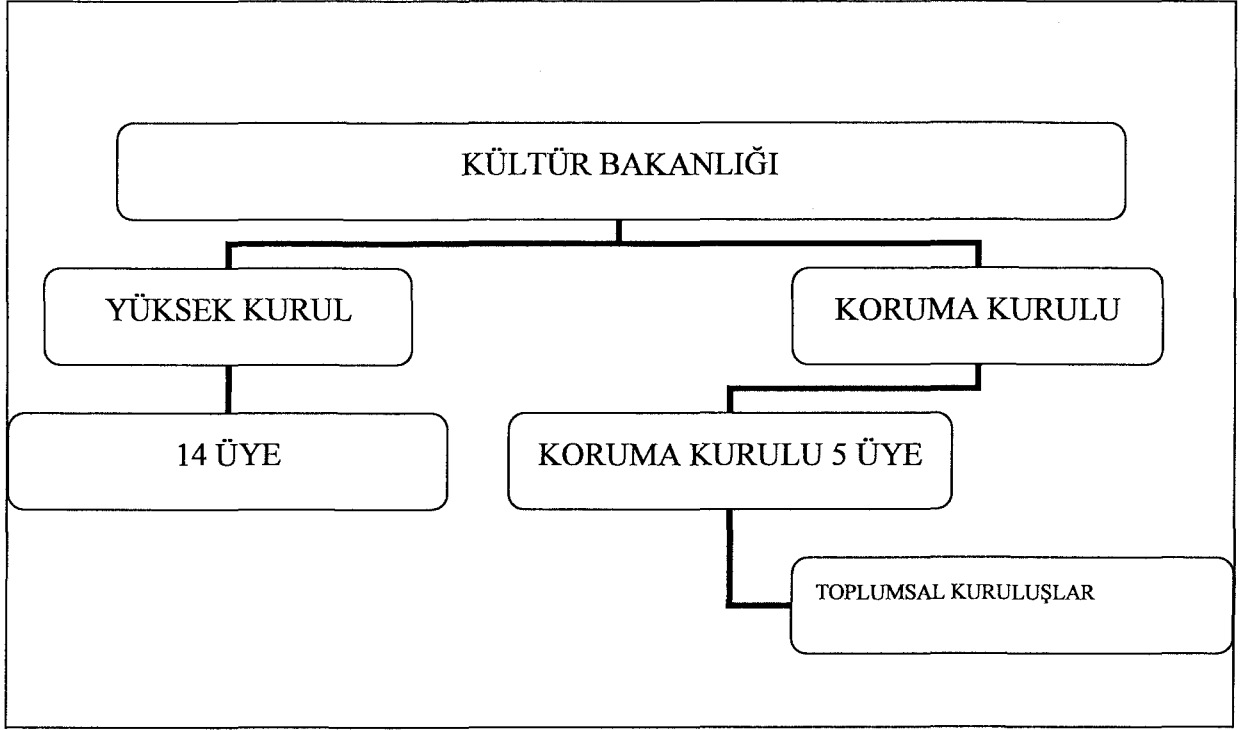 KÜLTÜR BAKANLIĞI
YÜKSEK KURUL
KORUMA KURULU
14 ÜYE
KORUMA KURULU 5 ÜYE
TOPLUMSAL KURULUŞLAR